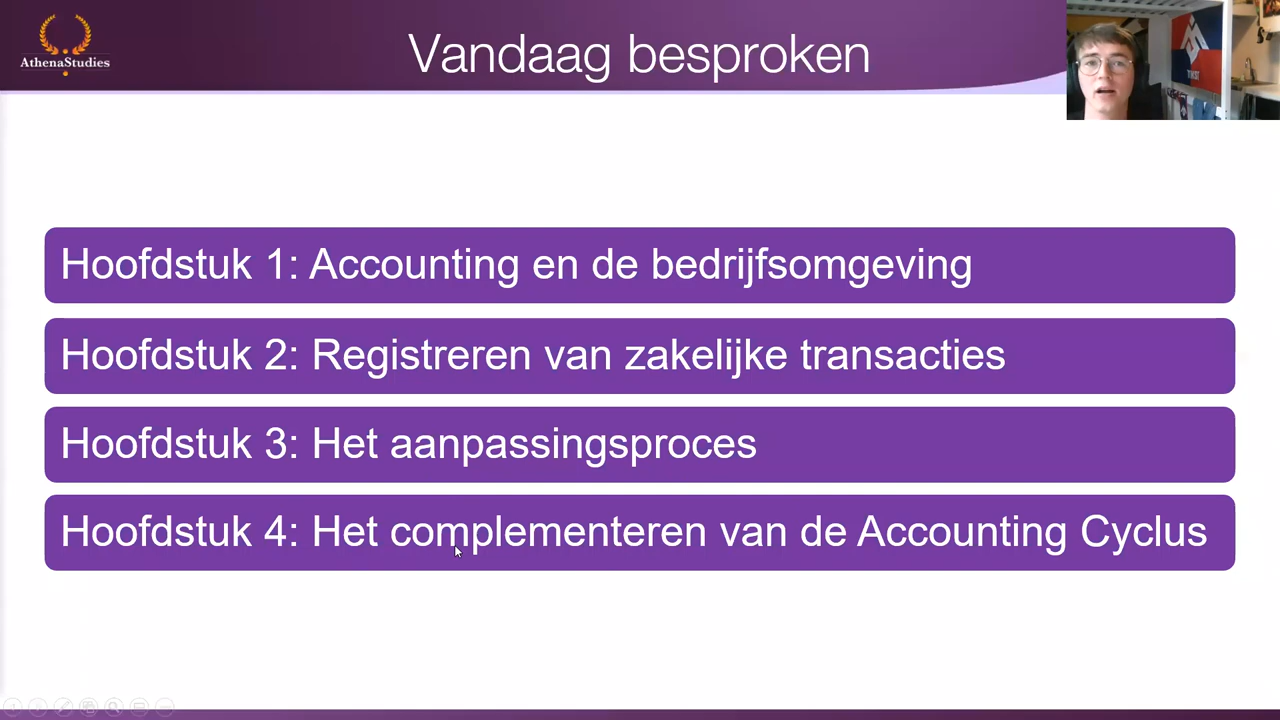 AthenaStudies
Vandaag besproken
Hoofdstuk 1: Accounting en de bedrijfsomgeving
Hoofdstuk 2: Registreren van zakelijke transacties
Hoofdstuk 3: Het aanpassingsproces
Hoofdstuk 4: Het complementeren van de Accounting Cyclus